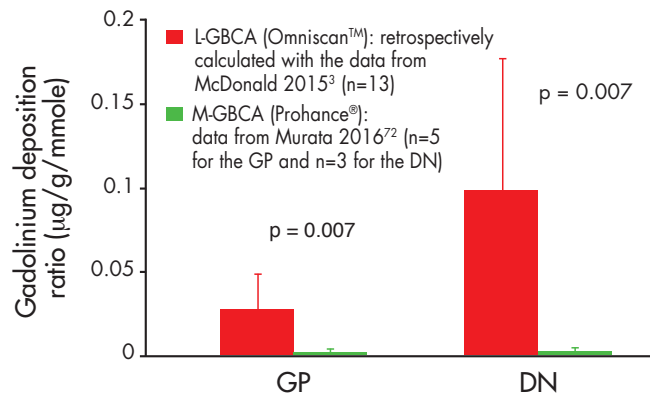 Gadolinium deposition
ratio (µg/g/mmole)
0.2
0.15
0.1
0.05
0
L-GBCA (Omniscan™): retrospectively
calculated with the data from
McDonald 2015³ (n=13)
M-GBCA (Prohance®):
data from Murata 2016⁷² (n=5
for the GP and n=3 for the DN)
p = 0.007
p = 0.007
GP
DN